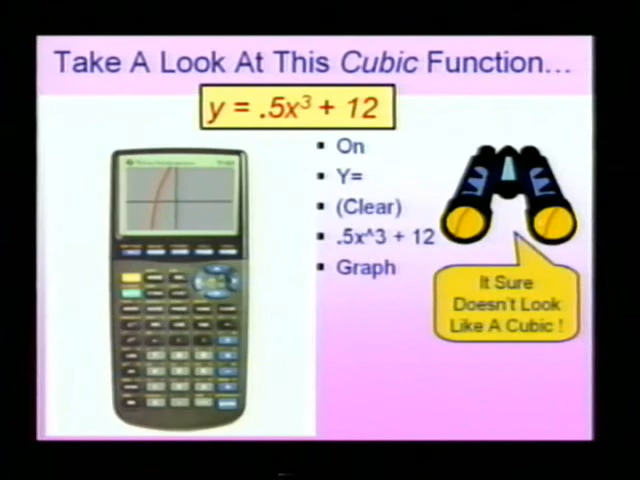 Take A Look At This Cubic Function...
y = .5x³ + 12
▪ On
▪ Y=
▪ (Clear)
▪ .5x^3 + 12
▪ Graph
It Sure
Doesn't Look
Like A Cubic !